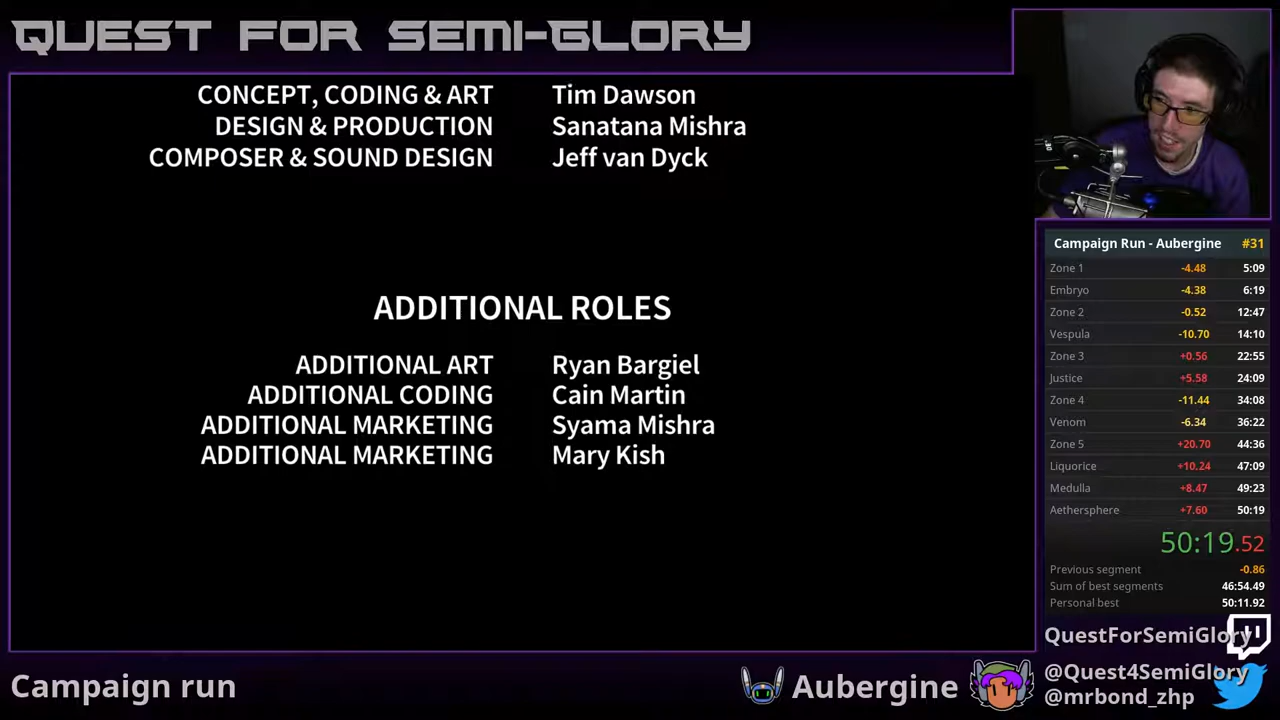 QUEST FOR SEMI-GLORY
CONCEPT, CODING & ART Tim Dawson
DESIGN & PRODUCTION Sanatana Mishra
COMPOSER & SOUND DESIGN Jeff van Dyck
ADDITIONAL ROLES
ADDITIONAL ART Ryan Bargiel
ADDITIONAL CODING Cain Martin
ADDITIONAL MARKETING Syama Mishra
ADDITIONAL MARKETING Mary Kish
Campaign Run - Aubergine #31
Zone 1 -4.48 5:09
Embryo -4.38 6:19
Zone 2 -0.52 12:47
Vespula -10.70 14:10
Zone 3 +0.56 22:55
Justice +5.58 24:09
Zone 4 -11.44 34:08
Venom -6.34 36:22
Zone 5 +20.70 44:36
Liquorice +10.24 47:09
Medulla +8.47 49:23
Aethersphere +7.60 50:19
50:19.52
Previous segment -0.86
Sum of best segments 46:54.49
Personal best 50:11.92
QuestForSemiGlory
@Quest4SemiGlory
@mrbond_zhp
Campaign run
Aubergine